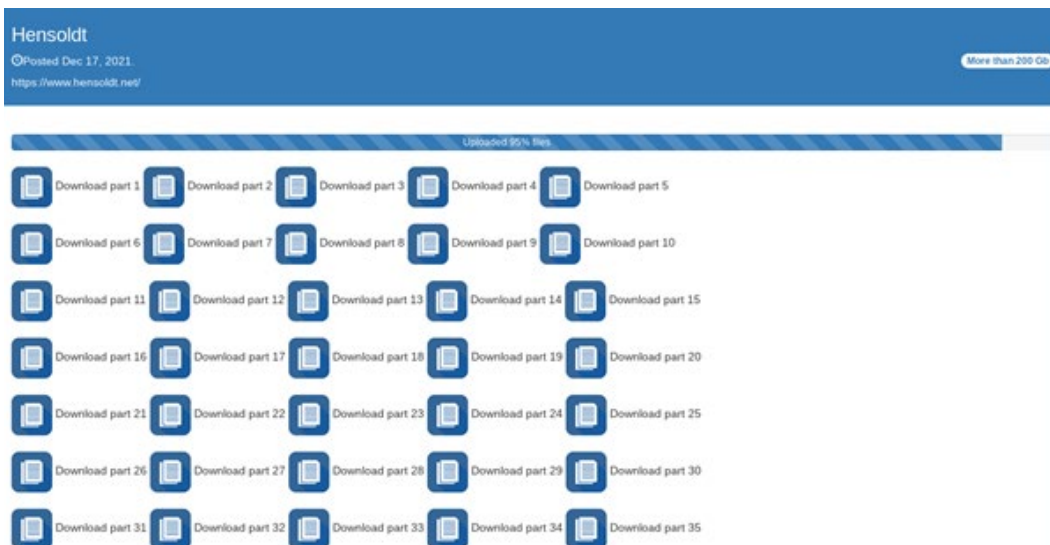 Hensoldt
Posted Dec 17, 2021.
https://www.hensoldt.net/
More than 200 Gb
Uploaded 95% files
Download part 1 Download part 2 Download part 3 Download part 4 Download part 5
Download part 6 Download part 7 Download part 8 Download part 9 Download part 10
Download part 11 Download part 12 Download part 13 Download part 14 Download part 15
Download part 16 Download part 17 Download part 18 Download part 19 Download part 20
Download part 21 Download part 22 Download part 23 Download part 24 Download part 25
Download part 26 Download part 27 Download part 28 Download part 29 Download part 30
Download part 31 Download part 32 Download part 33 Download part 34 Download part 35